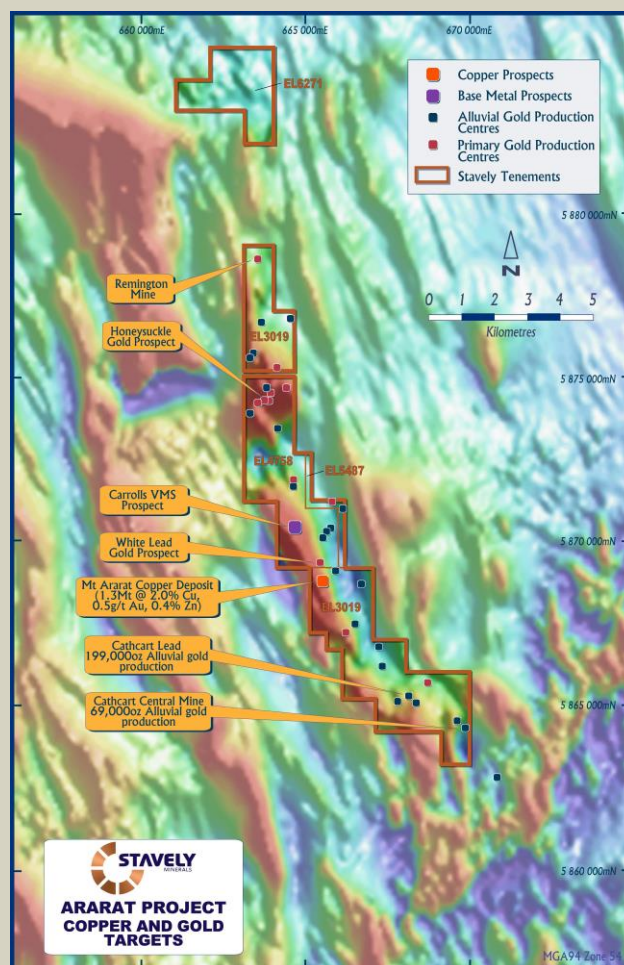 660 000mE
665 000mE
670 000mE
EL6271
Copper Prospects
Base Metal Prospects
Alluvial Gold Production
Centres
Primary Gold Production
Centres
Stavely Tenements
5 880 000mN
N
0 1 2 3 4 5
Kilometres
Remington
Mine
Honeysuckle
Gold Prospect
EL3019
5 875 000mN
EL4758
EL5487
Carrolls VMS
Prospect
White Lead
Gold Prospect
5 870 000mN
Mt Ararat Copper Deposit
(1.3Mt @ 2.0% Cu,
0.5g/t Au, 0.4% Zn)
EL3019
Cathcart Lead
199,000oz Alluvial gold
production
Cathcart Central Mine
69,000oz Alluvial gold
production
5 865 000mN
5 860 000mN
STAVELY
MINERALS
ARARAT PROJECT
COPPER AND GOLD
TARGETS
MGA94 Zone 54